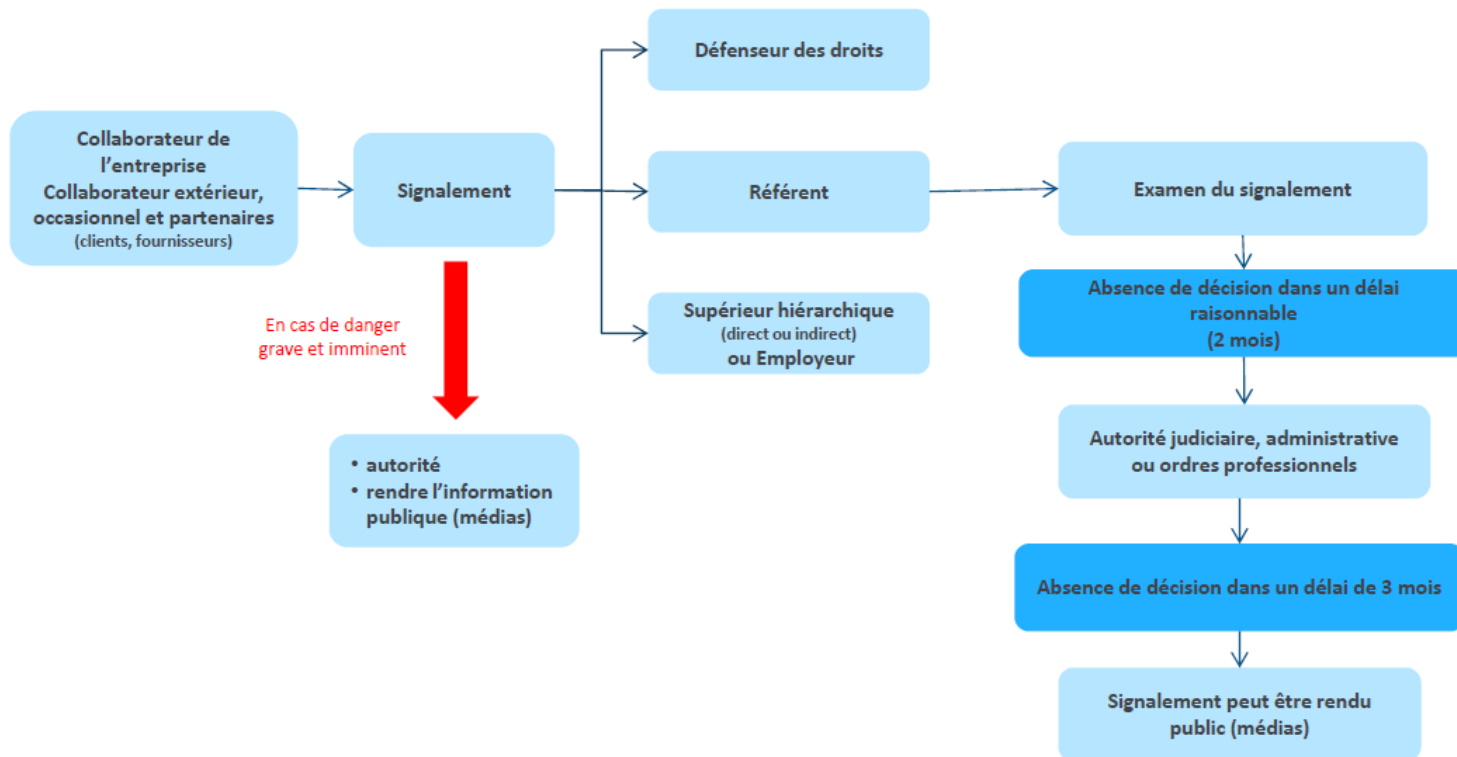 Collaborateur de
l'entreprise
Collaborateur extérieur,
occasionnel et partenaires
(clients, fournisseurs)
Signalement
En cas de danger
grave et imminent
• autorité
• rendre l'information
publique (médias)
Défenseur des droits
Référent
Supérieur hiérarchique
(direct ou indirect)
ou Employeur
Examen du signalement
Absence de décision dans un délai
raisonnable
(2 mois)
Autorité judiciaire, administrative
ou ordres professionnels
Absence de décision dans un délai de 3 mois
Signalement peut être rendu
public (médias)